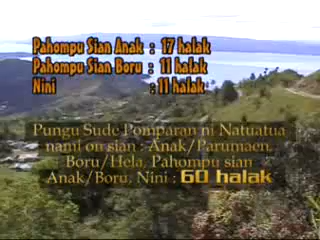 Pahompu Sian Anak : 17 halak
Pahompu Sian Boru : 11 halak
Nini : 11 halak
Pungu Sude Pomparan ni Natuatua
nami on sian : Anak/Parumaen,
Boru/Hela, Pahompu sian
Anak/Boru, Nini : 60 halak